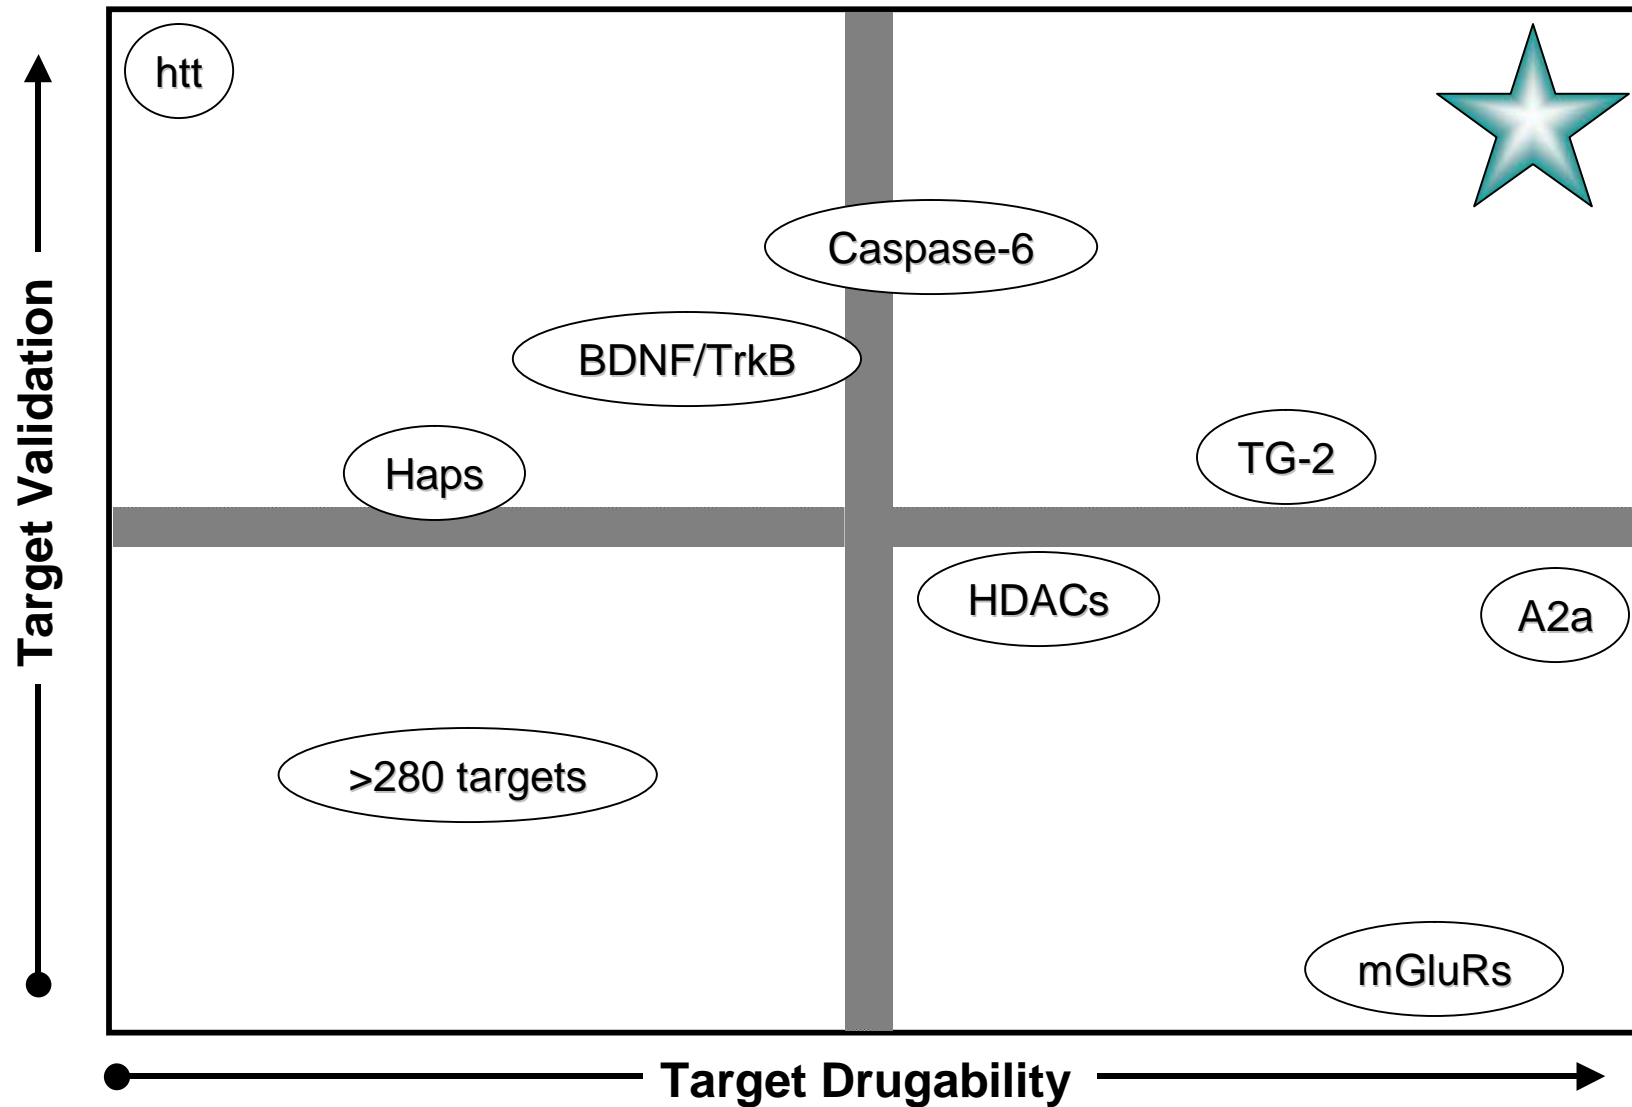 htt
Caspase-6
BDNF/TrkB
Haps
TG-2
HDACs
A2a
>280 targets
mGluRs
Target Validation
Target Drugability